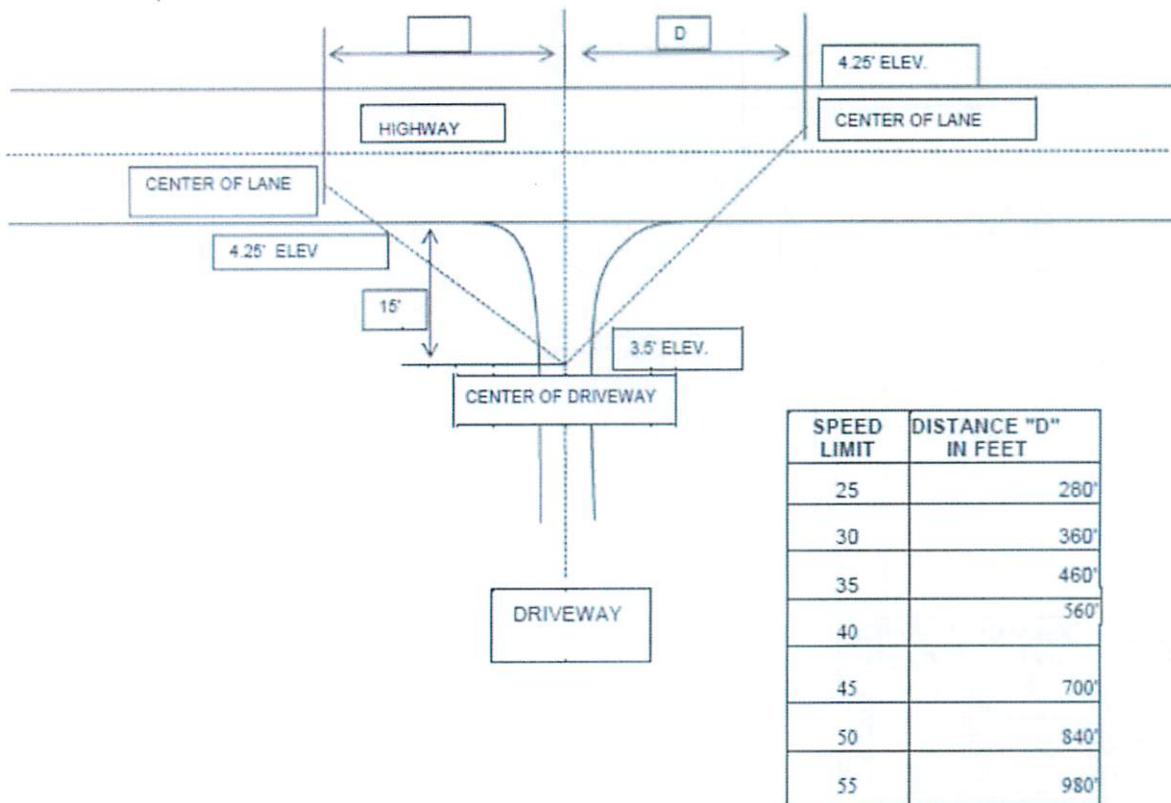 D
4.25' ELEV.
HIGHWAY
CENTER OF LANE
CENTER OF LANE
4.25' ELEV
15'
3.5' ELEV.
CENTER OF DRIVEWAY
DRIVEWAY
SPEED LIMIT DISTANCE "D" IN FEET
25 280'
30 360'
35 460'
40 560'
45 700'
50 840'
55 980'